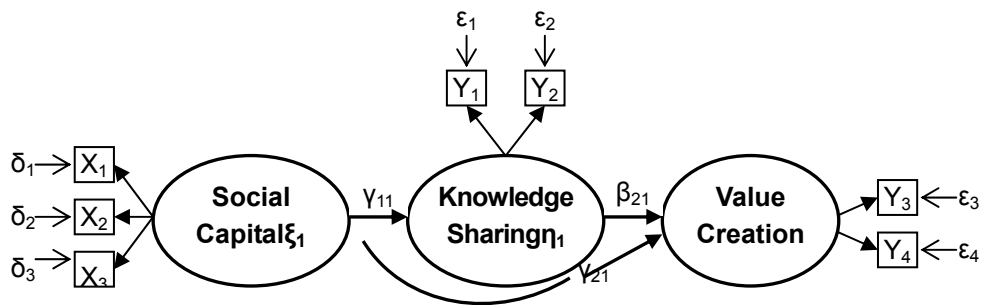 ε₁
ε₂
Y₁
Y₂
δ₁
X₁
δ₂
X₂
δ₃
X₃
Social
Capitalξ₁
γ₁₁
Knowledge
Sharingη₁
β₂₁
γ₂₁
Value
Creation
Y₃
ε₃
Y₄
ε₄